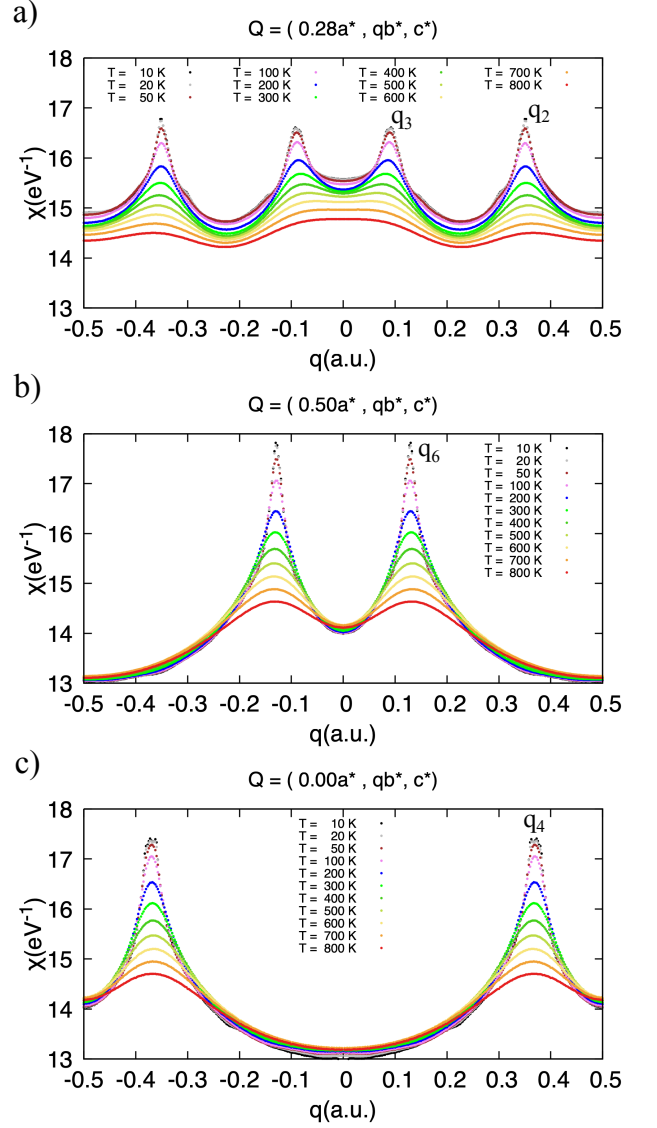 a)
Q = ( 0.28a* , qb*, c*)
T = 10 K T = 100 K T = 400 K T = 700 K
T = 20 K T = 200 K T = 500 K T = 800 K
T = 50 K T = 300 K T = 600 K
q3 q2
18
17
16
15
14
13
χ(eV-1)
-0.5 -0.4 -0.3 -0.2 -0.1 0 0.1 0.2 0.3 0.4 0.5
q(a.u.)
b)
Q = ( 0.50a* , qb*, c*)
q6
T = 10 K
T = 20 K
T = 50 K
T = 100 K
T = 200 K
T = 300 K
T = 400 K
T = 500 K
T = 600 K
T = 700 K
T = 800 K
18
17
16
15
14
13
χ(eV-1)
-0.5 -0.4 -0.3 -0.2 -0.1 0 0.1 0.2 0.3 0.4 0.5
q(a.u.)
c)
Q = ( 0.00a* , qb*, c*)
T = 10 K
T = 20 K
T = 50 K
T = 100 K
T = 200 K
T = 300 K
T = 400 K
T = 500 K
T = 600 K
T = 700 K
T = 800 K
q4
18
17
16
15
14
13
χ(eV-1)
-0.5 -0.4 -0.3 -0.2 -0.1 0 0.1 0.2 0.3 0.4 0.5
q(a.u.)